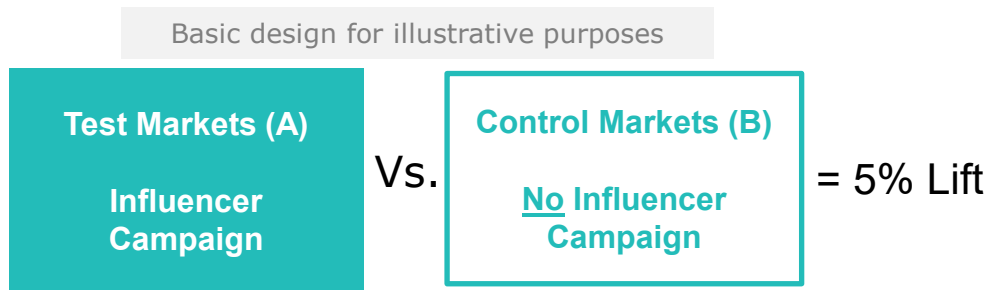 Basic design for illustrative purposes
Test Markets (A)
Influencer
Campaign
Vs.
Control Markets (B)
No Influencer
Campaign
= 5% Lift